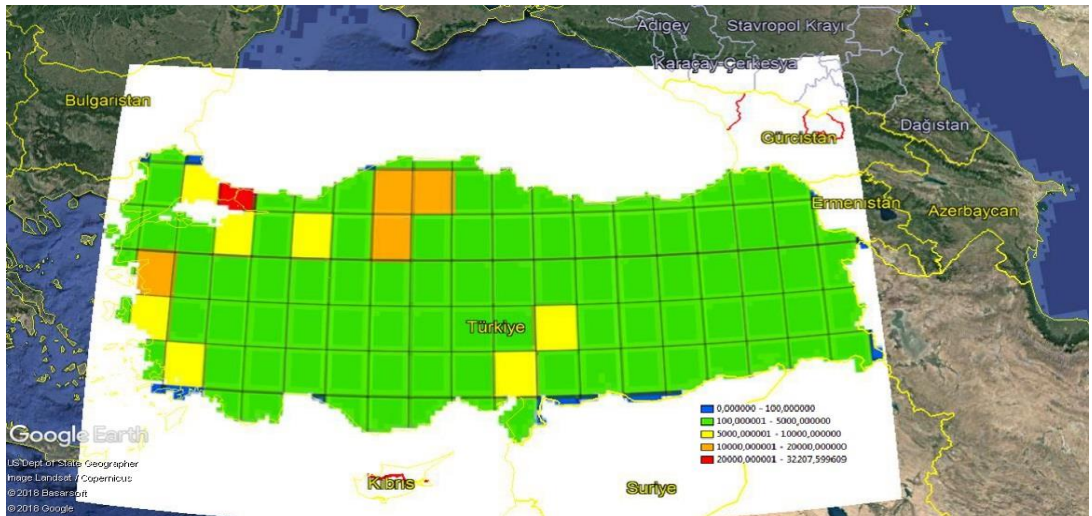 Adigey
Stavropol Krayı
Karaçay-Çerkesya
Bulgaristan
Gürcistan
Dağıstan
Ermenistan
Azerbaycan
Türkiye
0,000000 - 100,000000
100,000001 - 5000,000000
5000,000001 - 10000,000000
10000,000001 - 20000,000000
20000,000001 - 32207,599609
Google Earth
US Dept of State Geographer
Image Landsat / Copernicus
© 2018 Basarsoft
© 2018 Google
Kıbrıs
Suriye